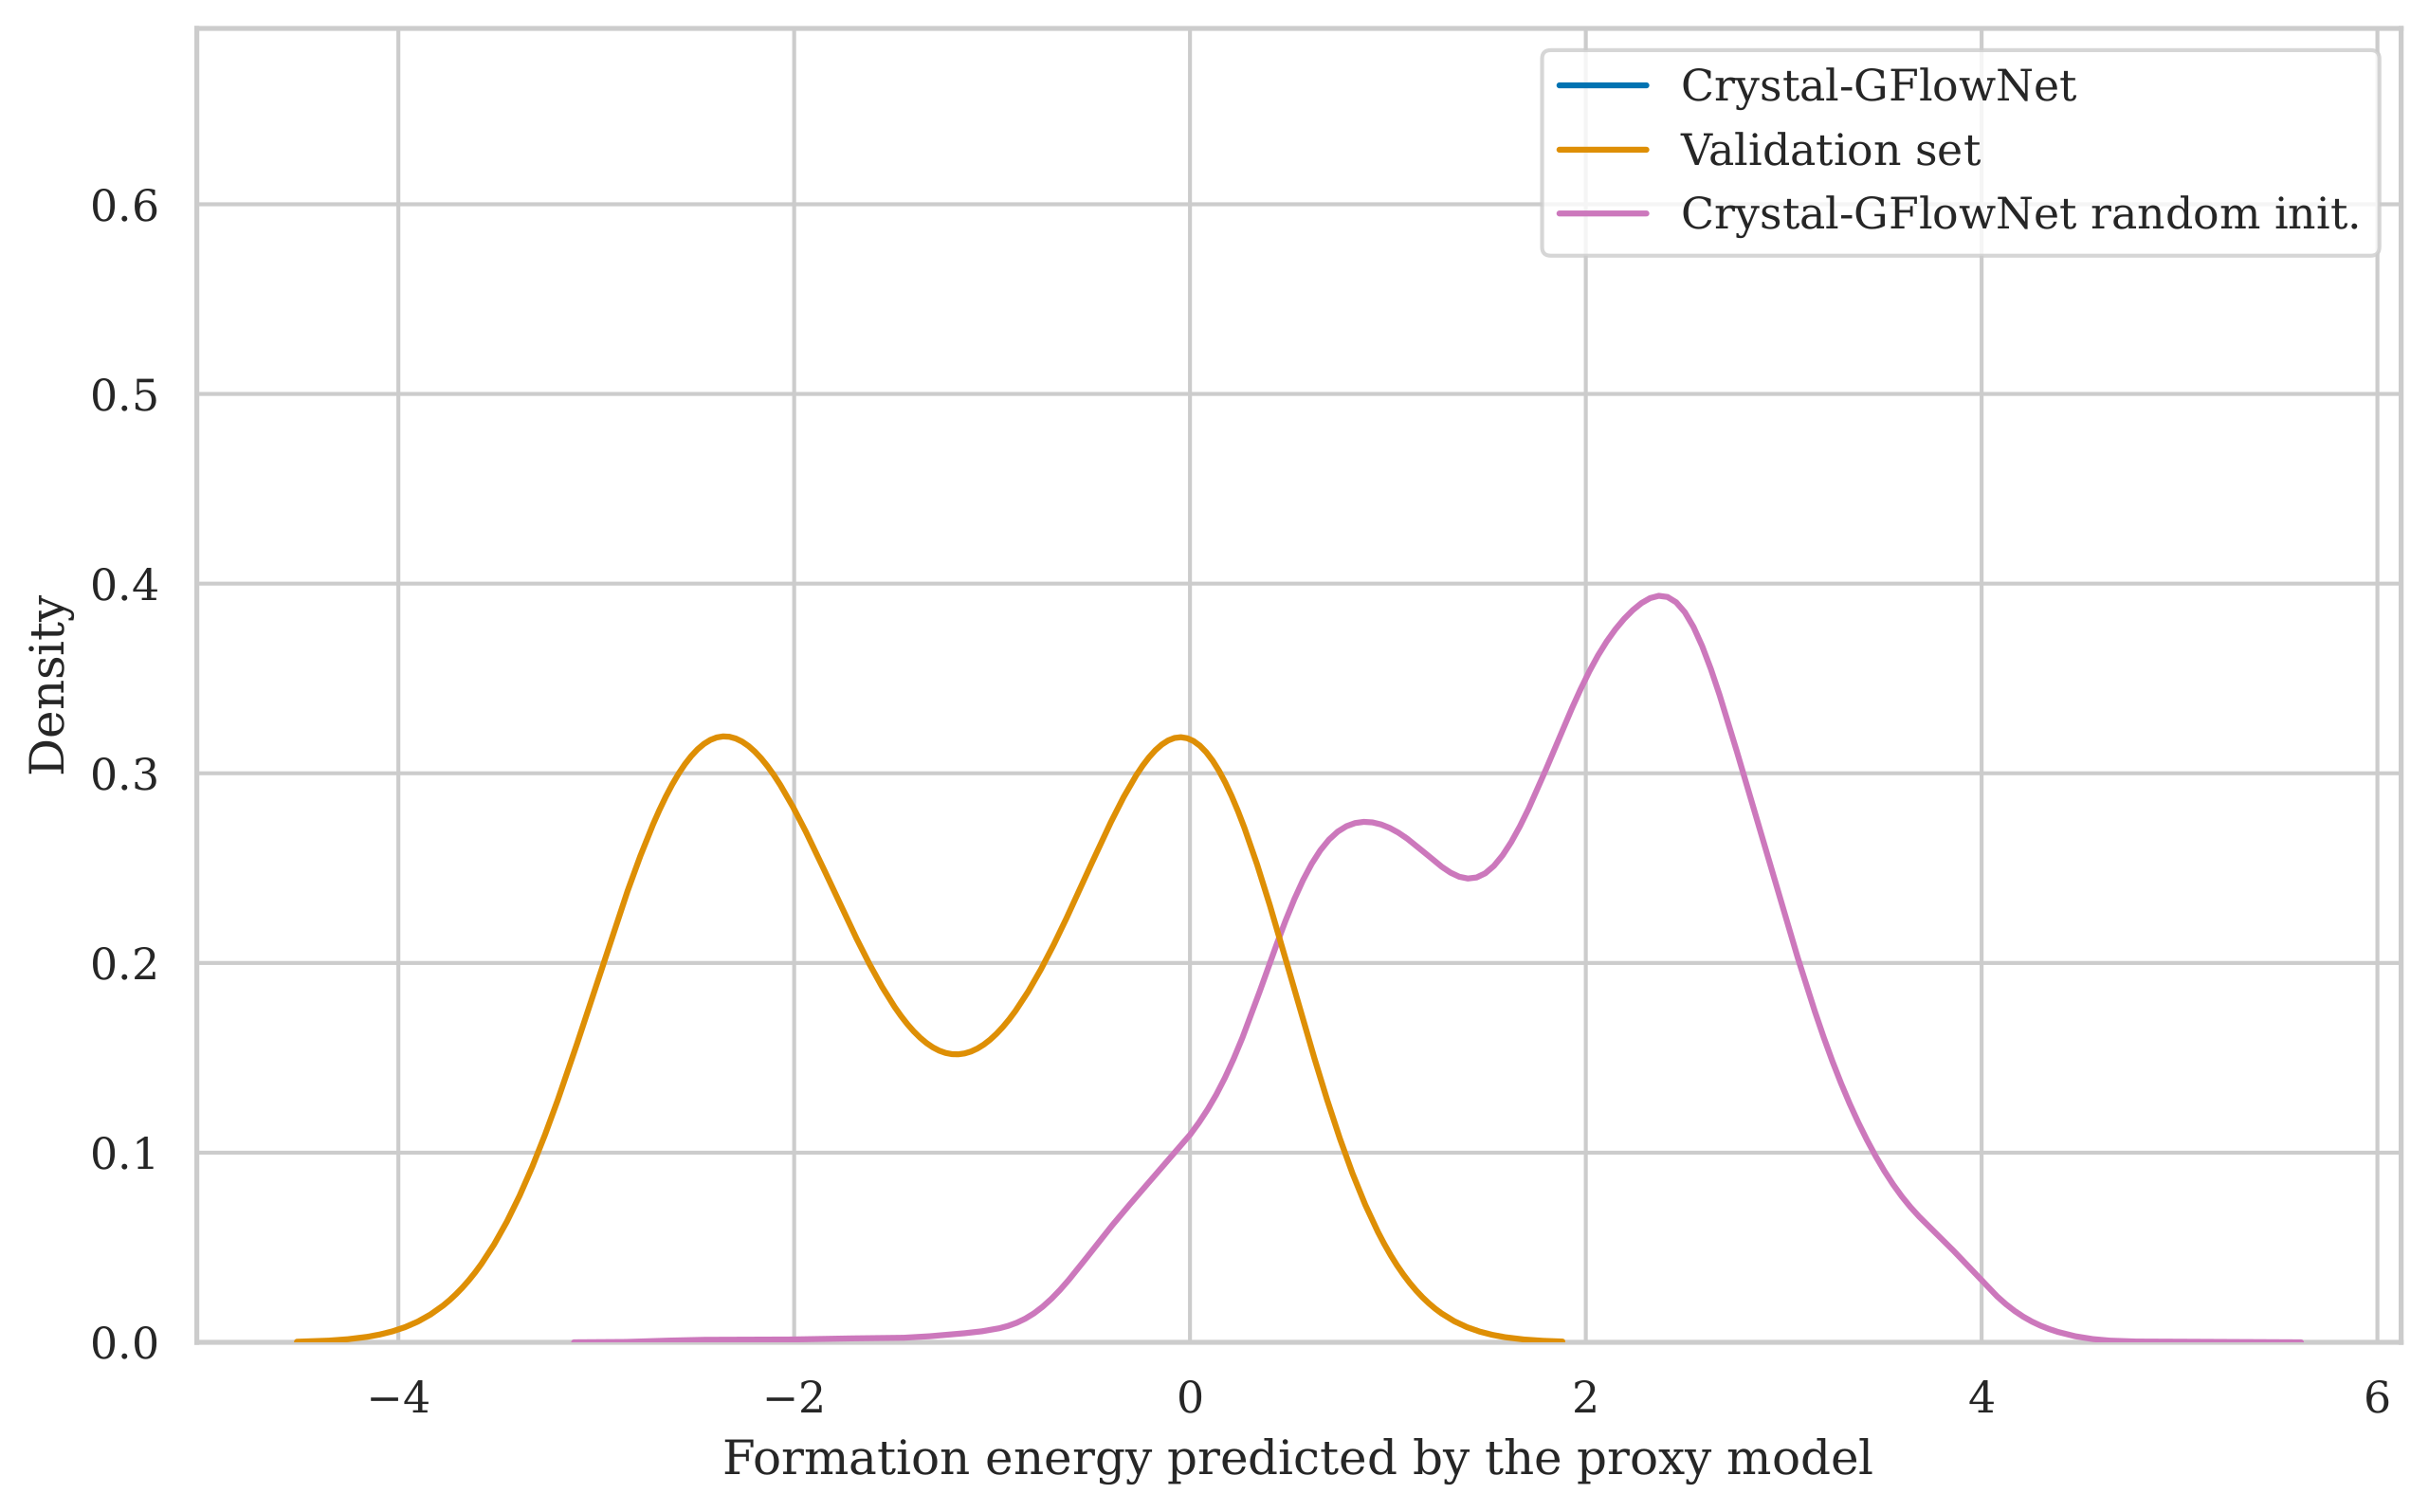 Crystal-GFlowNet
Validation set
Crystal-GFlowNet random init.
0.6
0.5
0.4
0.3
0.2
0.1
0.0
Density
−4 −2 0 2 4 6
Formation energy predicted by the proxy model